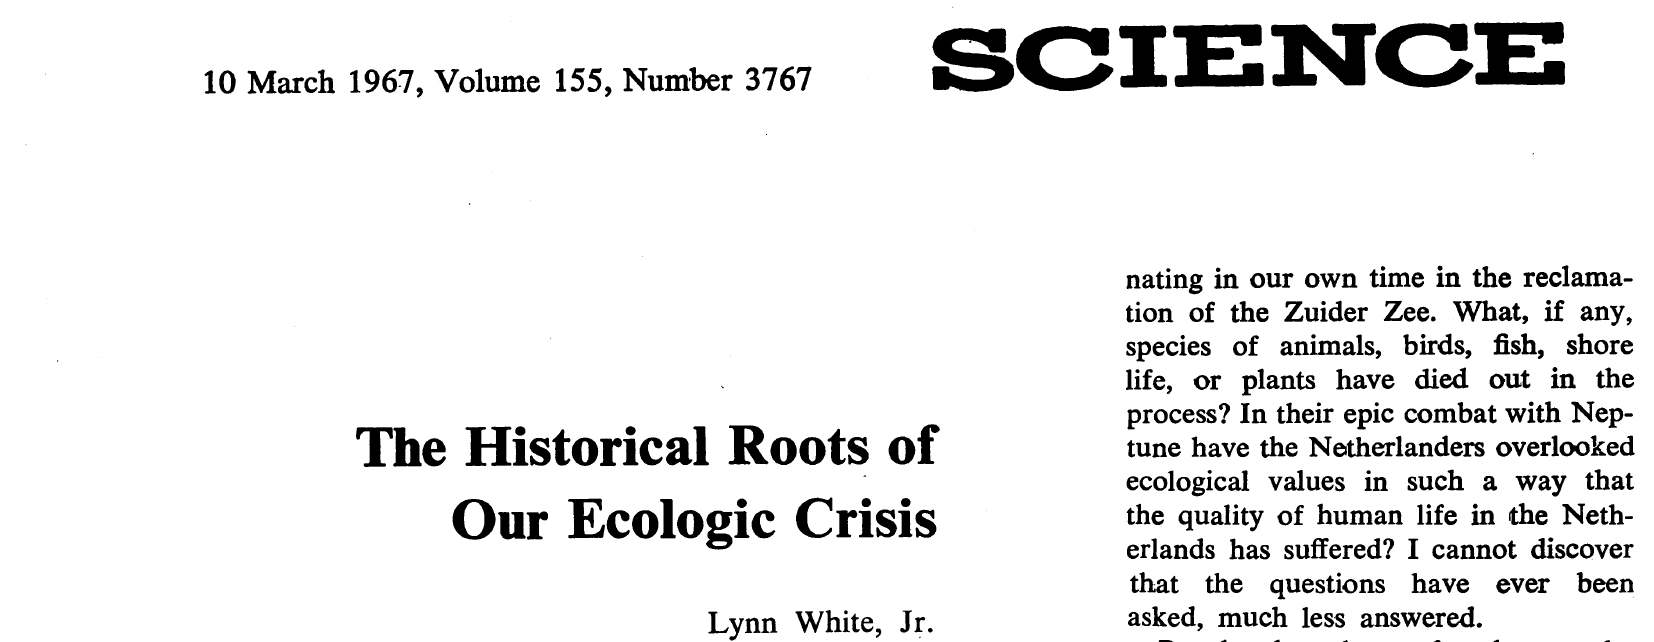 10 March 1967, Volume 155, Number 3767
SCIENCE
The Historical Roots of
Our Ecologic Crisis
Lynn White, Jr.
nating in our own time in the reclama-
tion of the Zuider Zee. What, if any,
species of animals, birds, fish, shore
life, or plants have died out in the
process? In their epic combat with Nep-
tune have the Netherlanders overlooked
ecological values in such a way that
the quality of human life in the Neth-
erlands has suffered? I cannot discover
that the questions have ever been
asked, much less answered.